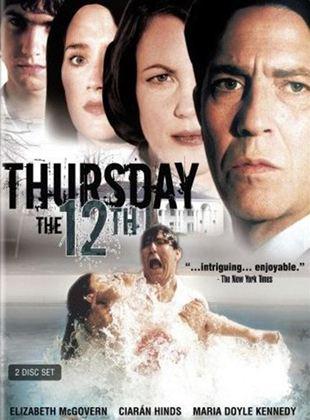 THURSDAY
THE 12TH
"...intriguing... enjoyable."
- THE NEW YORK TIMES
2 DISC SET
ELIZABETH McGOVERN CIARÁN HINDS MARIA DOYLE KENNEDY